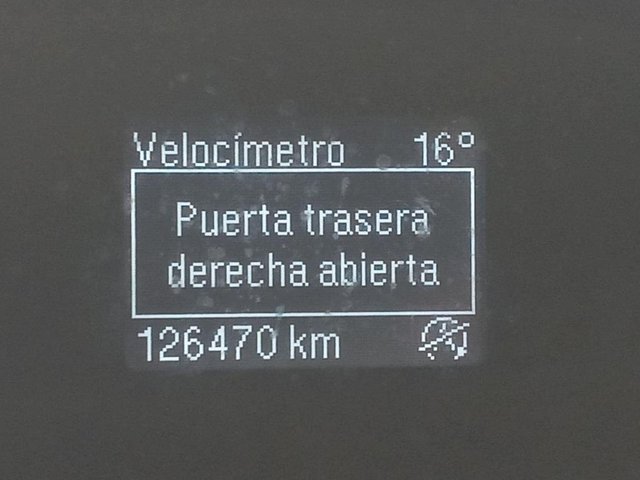 Velocímetro 16°
Puerta trasera
derecha abierta
126470 km